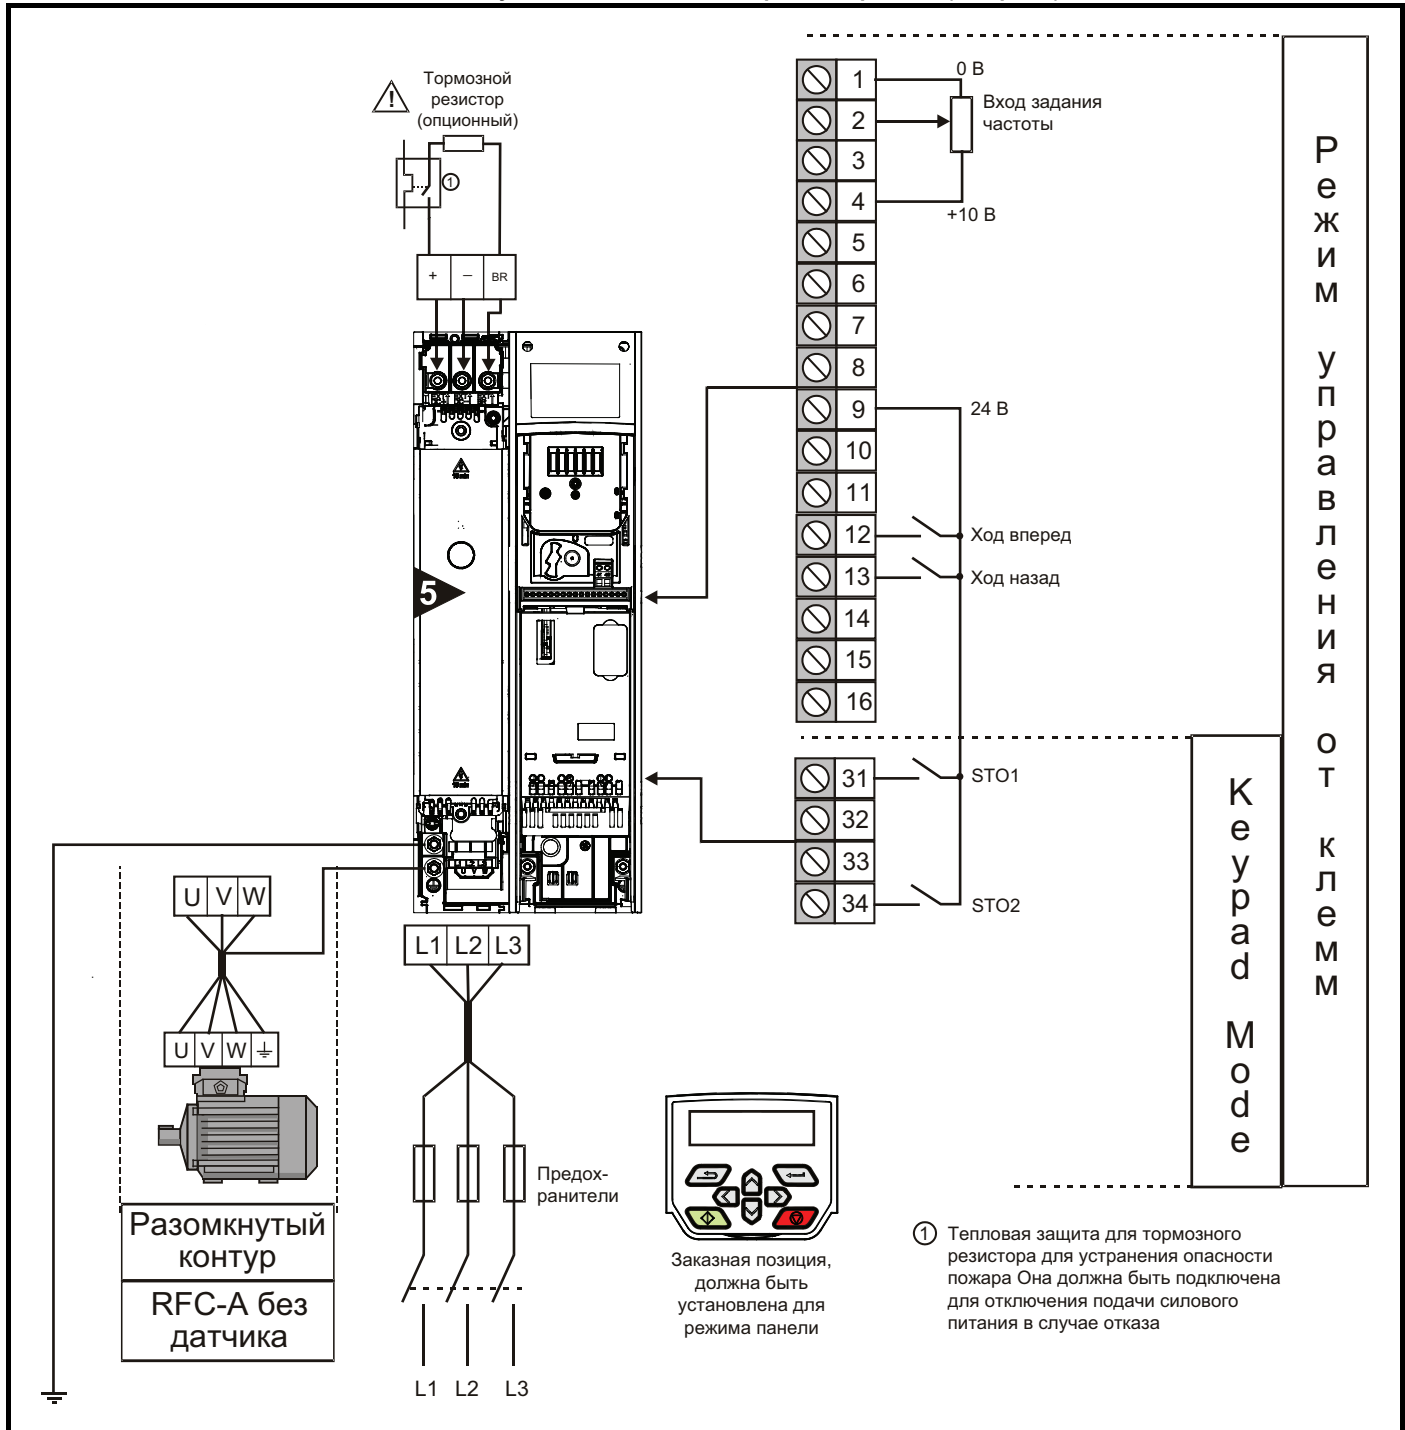 Тормозной
резистор
(опционный)
1
+ – BR
5
U V W
U V W
L1 L2 L3
Предох-
ранители
L1 L2 L3
Разомкнутый
контур
RFC-A без
датчика
1
2
3
4
5
6
7
8
9
10
11
12
13
14
15
16
0 В
Вход задания
частоты
+10 В
24 В
Ход вперед
Ход назад
31
32
33
34
STO1
STO2
Keypad Mode
Режим управления от клемм
Заказная позиция,
должна быть
установлена для
режима панели
1 Тепловая защита для тормозного
резистора для устранения опасности
пожара Она должна быть подключена
для отключения подачи силового
питания в случае отказа